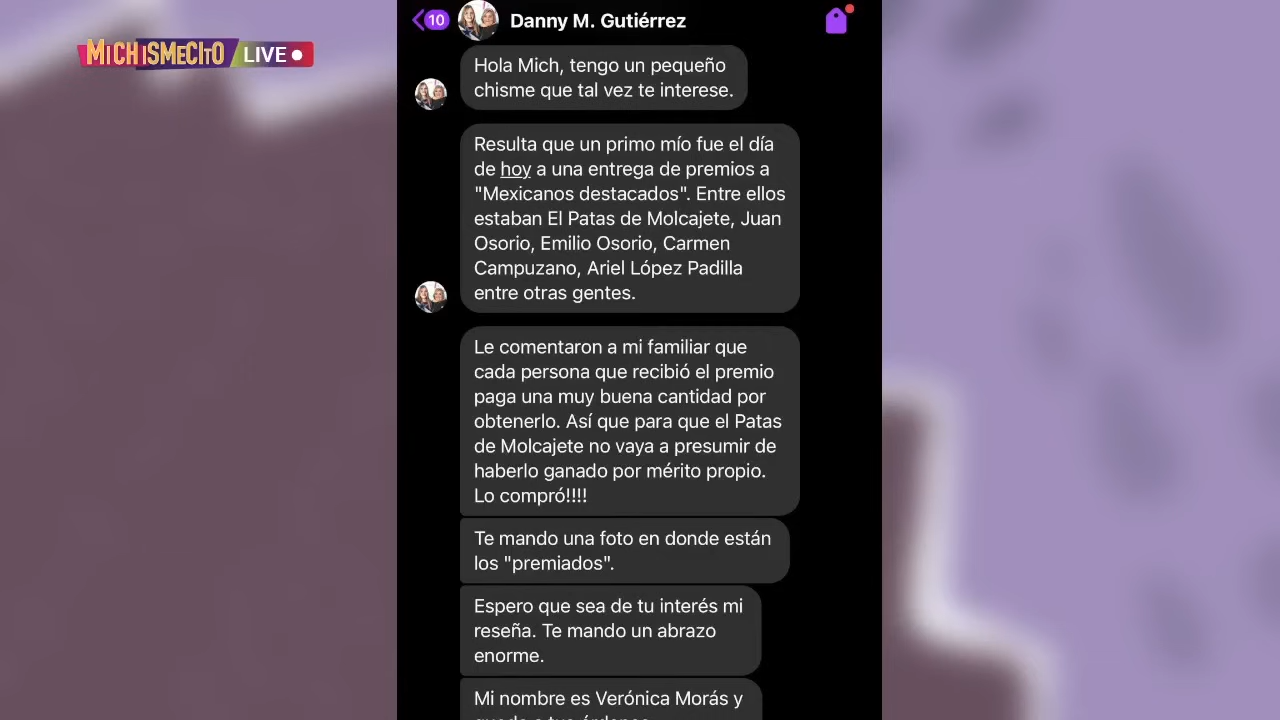 MICHISMECITO LIVE
10 Danny M. Gutiérrez
Hola Mich, tengo un pequeño
chisme que tal vez te interese.
Resulta que un primo mío fue el día
de hoy a una entrega de premios a
"Mexicanos destacados". Entre ellos
estaban El Patas de Molcajete, Juan
Osorio, Emilio Osorio, Carmen
Campuzano, Ariel López Padilla
entre otras gentes.
Le comentaron a mi familiar que
cada persona que recibió el premio
paga una muy buena cantidad por
obtenerlo. Así que para que el Patas
de Molcajete no vaya a presumir de
haberlo ganado por mérito propio.
Lo compró!!!!
Te mando una foto en donde están
los "premiados".
Espero que sea de tu interés mi
reseña. Te mando un abrazo
enorme.
Mi nombre es Verónica Morás y